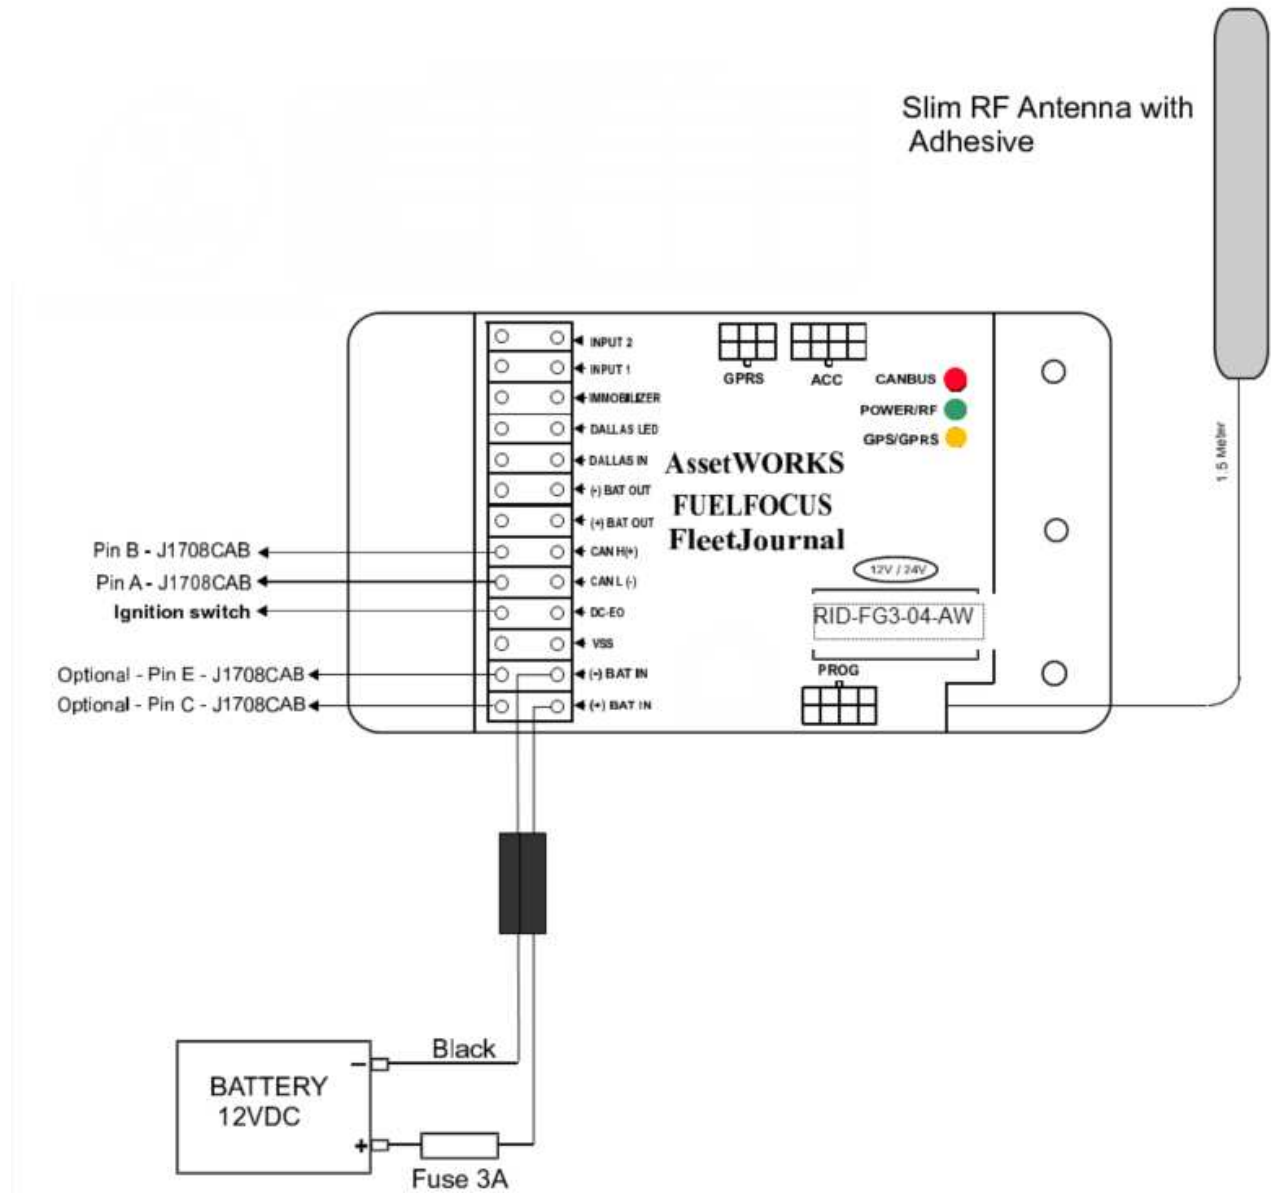 Slim RF Antenna with
Adhesive
1.5 Meter
INPUT 2
INPUT 1
IMMOBILIZER
DALLAS LED
DALLAS IN
(-) BAT OUT
(+) BAT OUT
CAN H(+)
CAN L (-)
DC-EO
VSS
(-) BAT IN
(+) BAT IN
GPRS
ACC
CANBUS
POWER/RF
GPS/GPRS
AssetWORKS
FUELFOCUS
FleetJournal
12V / 24V
RID-FG3-04-AW
PROG
Pin B - J1708CAB
Pin A - J1708CAB
Ignition switch
Optional - Pin E - J1708CAB
Optional - Pin C - J1708CAB
Black
BATTERY
12VDC
−
+
Fuse 3A